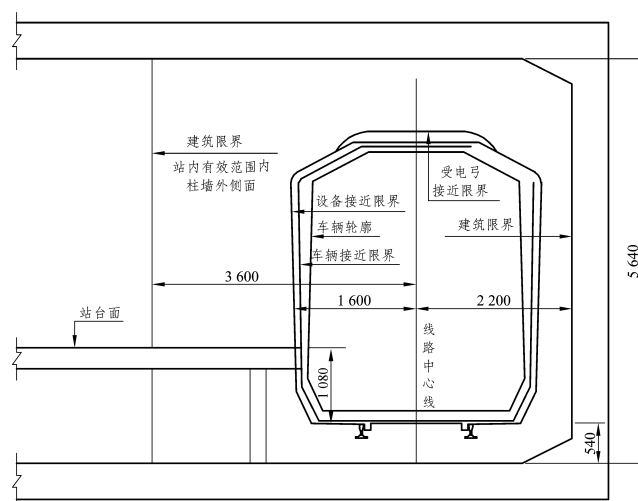 建筑限界
站内有效范围内
柱墙外侧面
受电弓
接近限界
设备接近限界
车辆轮廓
建筑限界
车辆接近限界
3 600
1 600
2 200
5 640
站台面
1 080
线路中心线
540